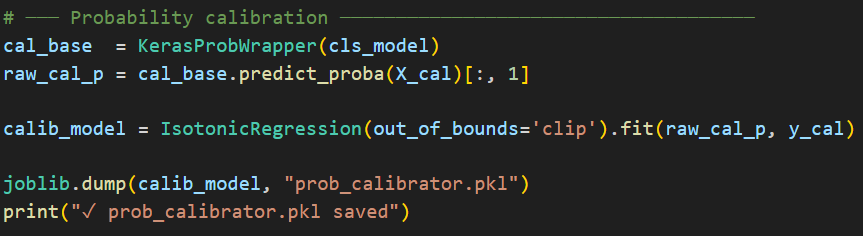 # ── Probability calibration ─────────────────────────────────────
cal_base  = KerasProbWrapper(cls_model)
raw_cal_p = cal_base.predict_proba(X_cal)[:, 1]
calib_model = IsotonicRegression(out_of_bounds='clip').fit(raw_cal_p, y_cal)
joblib.dump(calib_model, "prob_calibrator.pkl")
print("✓ prob_calibrator.pkl saved")